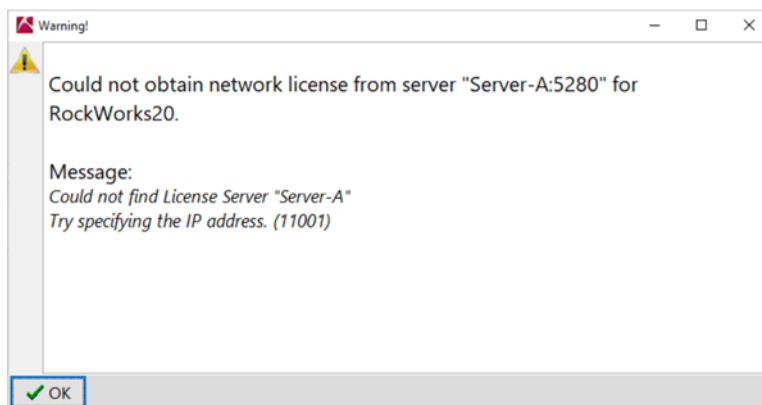 Warning!
Could not obtain network license from server "Server-A:5280" for
RockWorks20.
Message:
Could not find License Server "Server-A"
Try specifying the IP address. (11001)
OK